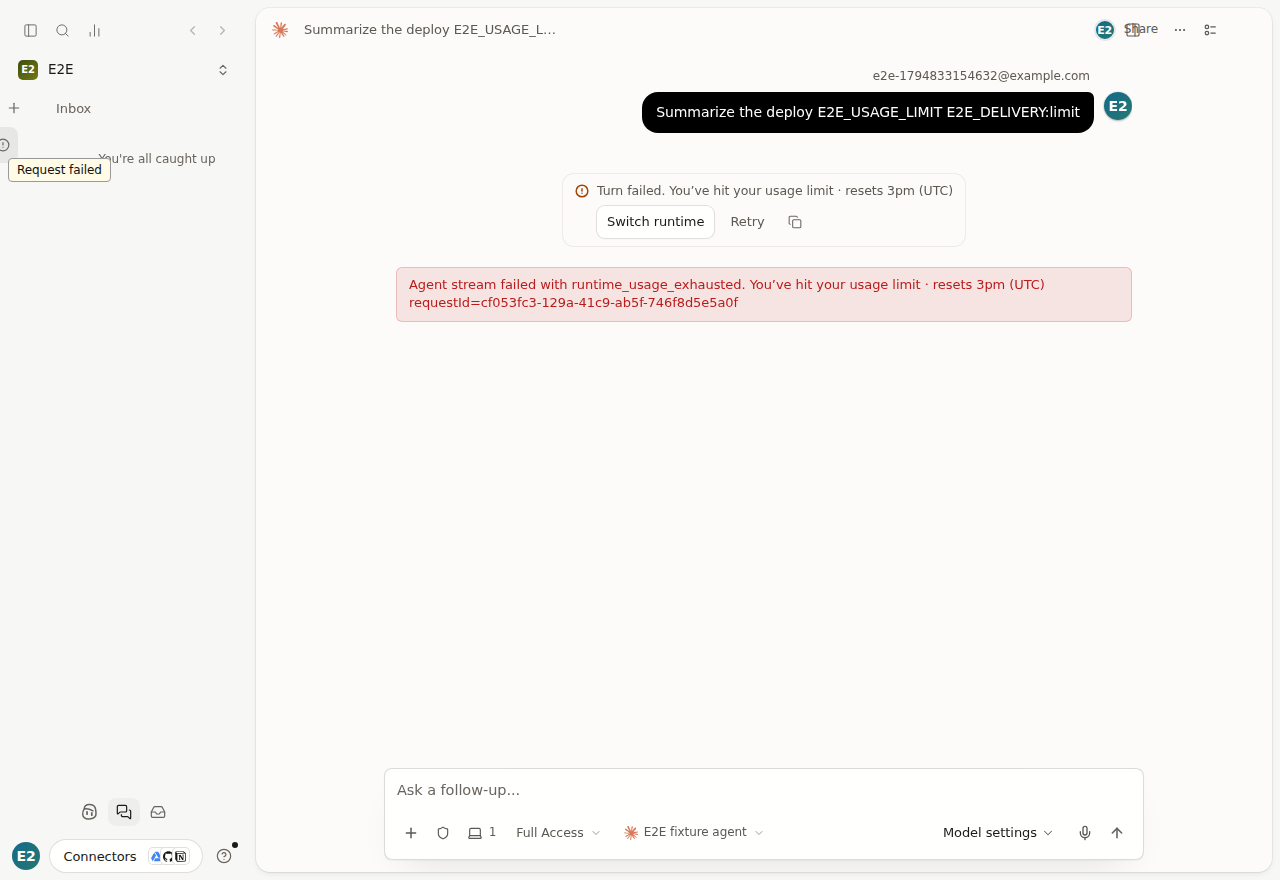 Summarize the deploy E2E_USAGE_L…
E2
Share
E2
E2E
e2e-1794833154632@example.com
Inbox
Summarize the deploy E2E_USAGE_LIMIT E2E_DELIVERY:limit
E2
You're all caught up
Request failed
Turn failed. You’ve hit your usage limit · resets 3pm (UTC)
Switch runtime
Retry
Agent stream failed with runtime_usage_exhausted. You’ve hit your usage limit · resets 3pm (UTC)
requestId=cf053fc3-129a-41c9-ab5f-746f8d5e5a0f
Ask a follow-up...
1
Full Access
E2E fixture agent
Model settings
E2
Connectors